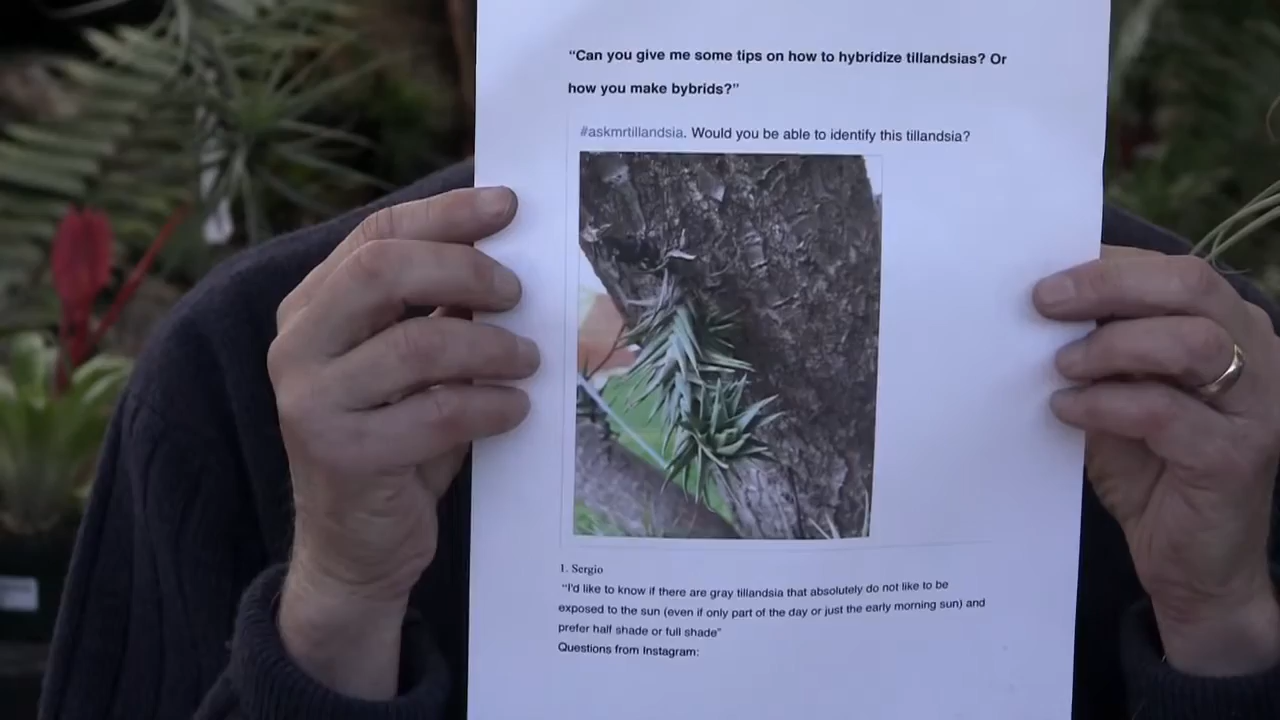 “Can you give me some tips on how to hybridize tillandsias? Or
how you make bybrids?”
#askmrtillandsia. Would you be able to identify this tillandsia?
1. Sergio
“I’d like to know if there are gray tillandsia that absolutely do not like to be
exposed to the sun (even if only part of the day or just the early morning sun) and
prefer half shade or full shade”
Questions from Instagram: